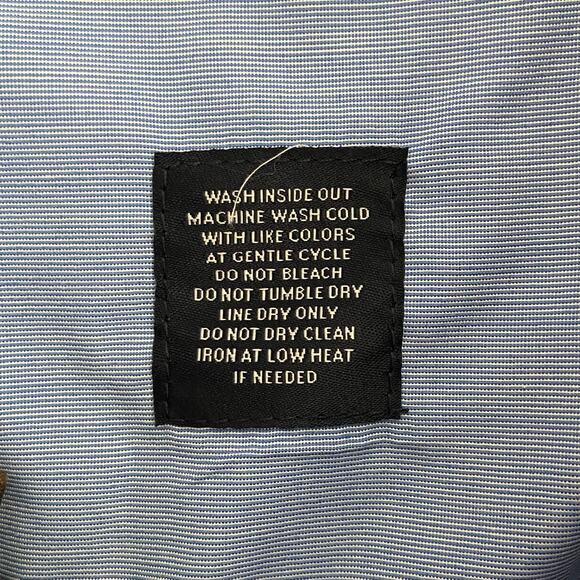 WASH INSIDE OUT
MACHINE WASH COLD
WITH LIKE COLORS
AT GENTLE CYCLE
DO NOT BLEACH
DO NOT TUMBLE DRY
LINE DRY ONLY
DO NOT DRY CLEAN
IRON AT LOW HEAT
IF NEEDED